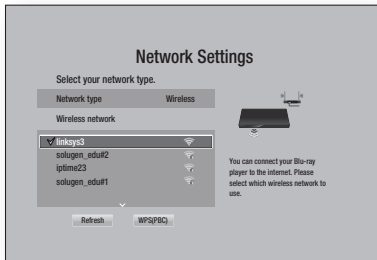 Network Settings
Select your network type.
Network type Wireless
Wireless network
linksys3
solugen_edu#2
iptime23
solugen_edu#1
Refresh WPS(PBC)
You can connect your Blu-ray
player to the internet. Please
select which wireless network to
use.